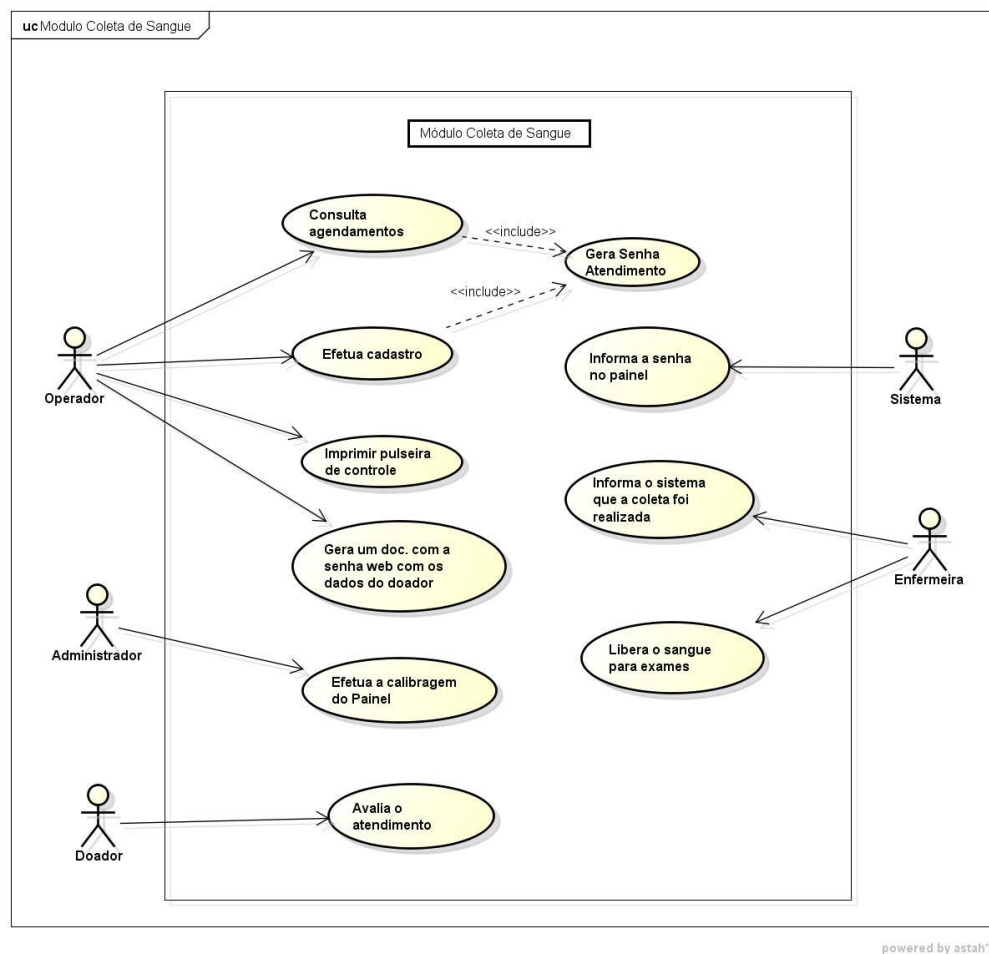 uc Modulo Coleta de Sangue
Módulo Coleta de Sangue
Consulta
agendamentos
<<include>>
Gera Senha
Atendimento
<<include>>
Efetua cadastro
Informa a senha
no painel
Operador
Sistema
Imprimir pulseira
de controle
Informa o sistema
que a coleta foi
realizada
Gera um doc. com a
senha web com os
dados do doador
Enfermeira
Administrador
Libera o sangue
para exames
Efetua a calibragem
do Painel
Avalia o
atendimento
Doador
powered by astah*